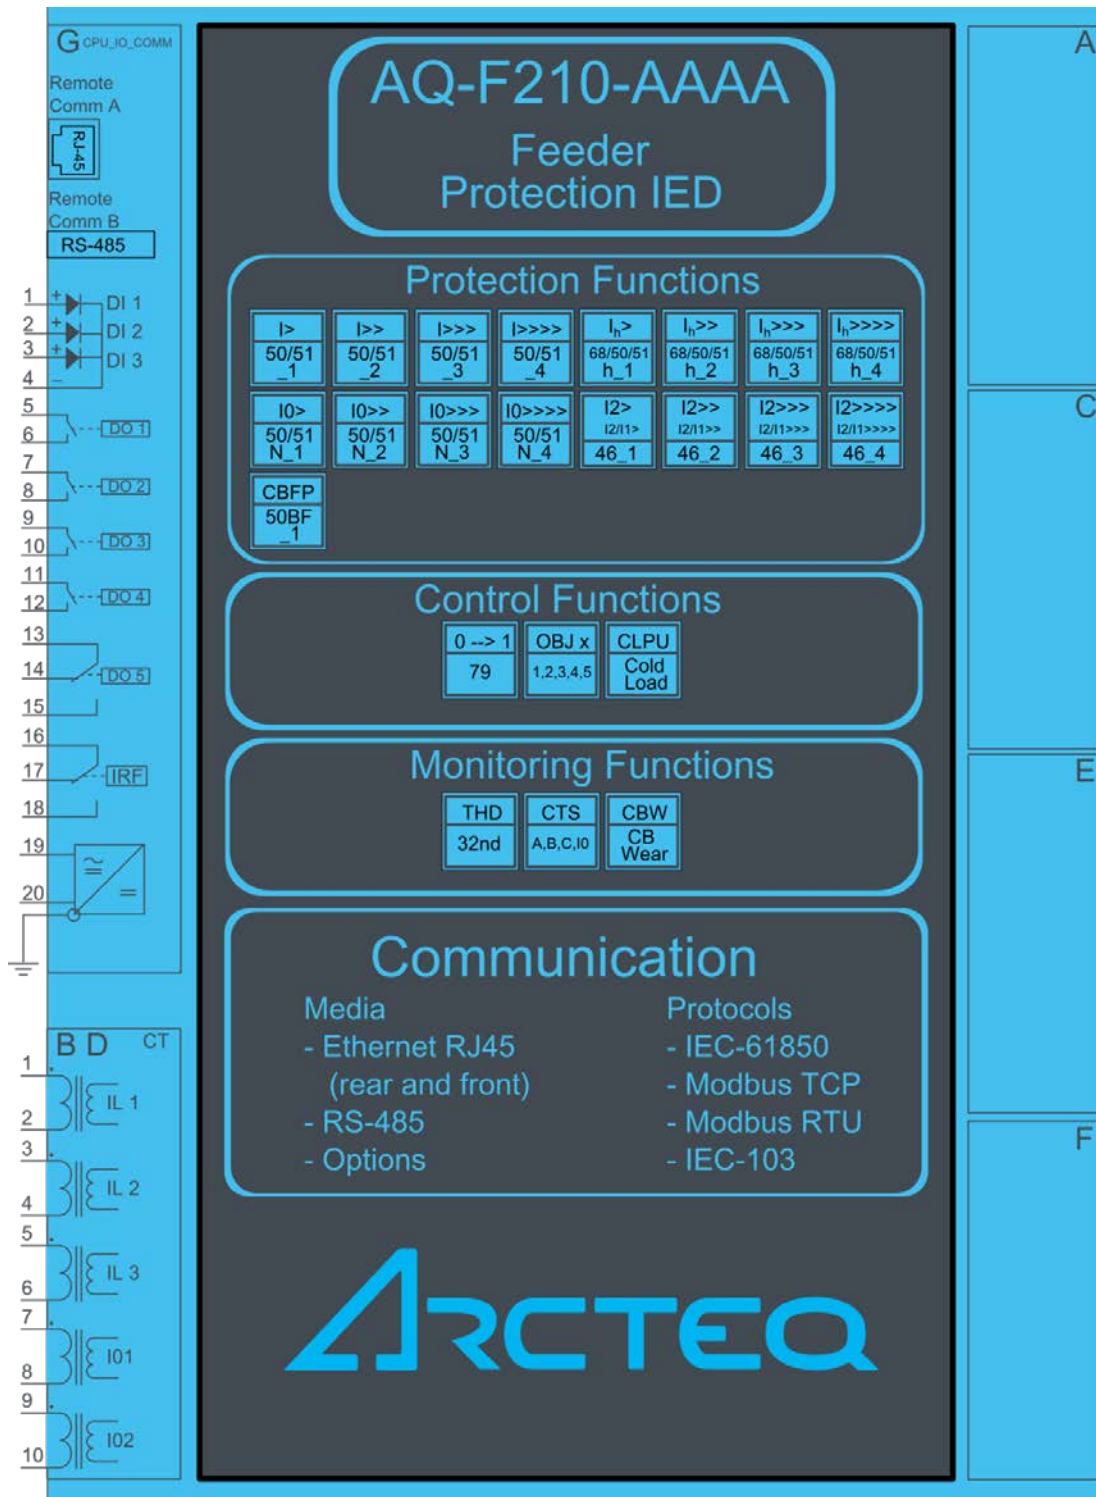 G CPU_IO_COMM
Remote
Comm A
RJ-45
Remote
Comm B
RS-485
1 + DI 1
2 + DI 2
3 + DI 3
4 –
5
6 DO 1
7
8 DO 2
9
10 DO 3
11
12 DO 4
13
14 DO 5
15
16
17 IRF
18
19
20
B D CT
1
IL 1
2
3
IL 2
4
5
IL 3
6
7
I01
8
9
I02
10
AQ-F210-AAAA
Feeder
Protection IED
Protection Functions
I> I>> I>>> I>>>> Ih> Ih>> Ih>>> Ih>>>>
50/51 50/51 50/51 50/51 68/50/51 68/50/51 68/50/51 68/50/51
_1 _2 _3 _4 h_1 h_2 h_3 h_4
I0> I0>> I0>>> I0>>>> I2> I2>> I2>>> I2>>>>
I2/I1> I2/I1>> I2/I1>>> I2/I1>>>>
50/51 50/51 50/51 50/51
N_1 N_2 N_3 N_4 46_1 46_2 46_3 46_4
CBFP
50BF
_1
Control Functions
0 --> 1 OBJ x CLPU
79 1,2,3,4,5 Cold
Load
Monitoring Functions
THD CTS CBW
32nd A,B,C,I0 CB
Wear
Communication
Media
- Ethernet RJ45
(rear and front)
- RS-485
- Options
Protocols
- IEC-61850
- Modbus TCP
- Modbus RTU
- IEC-103
ARCTEQ
A
C
E
F